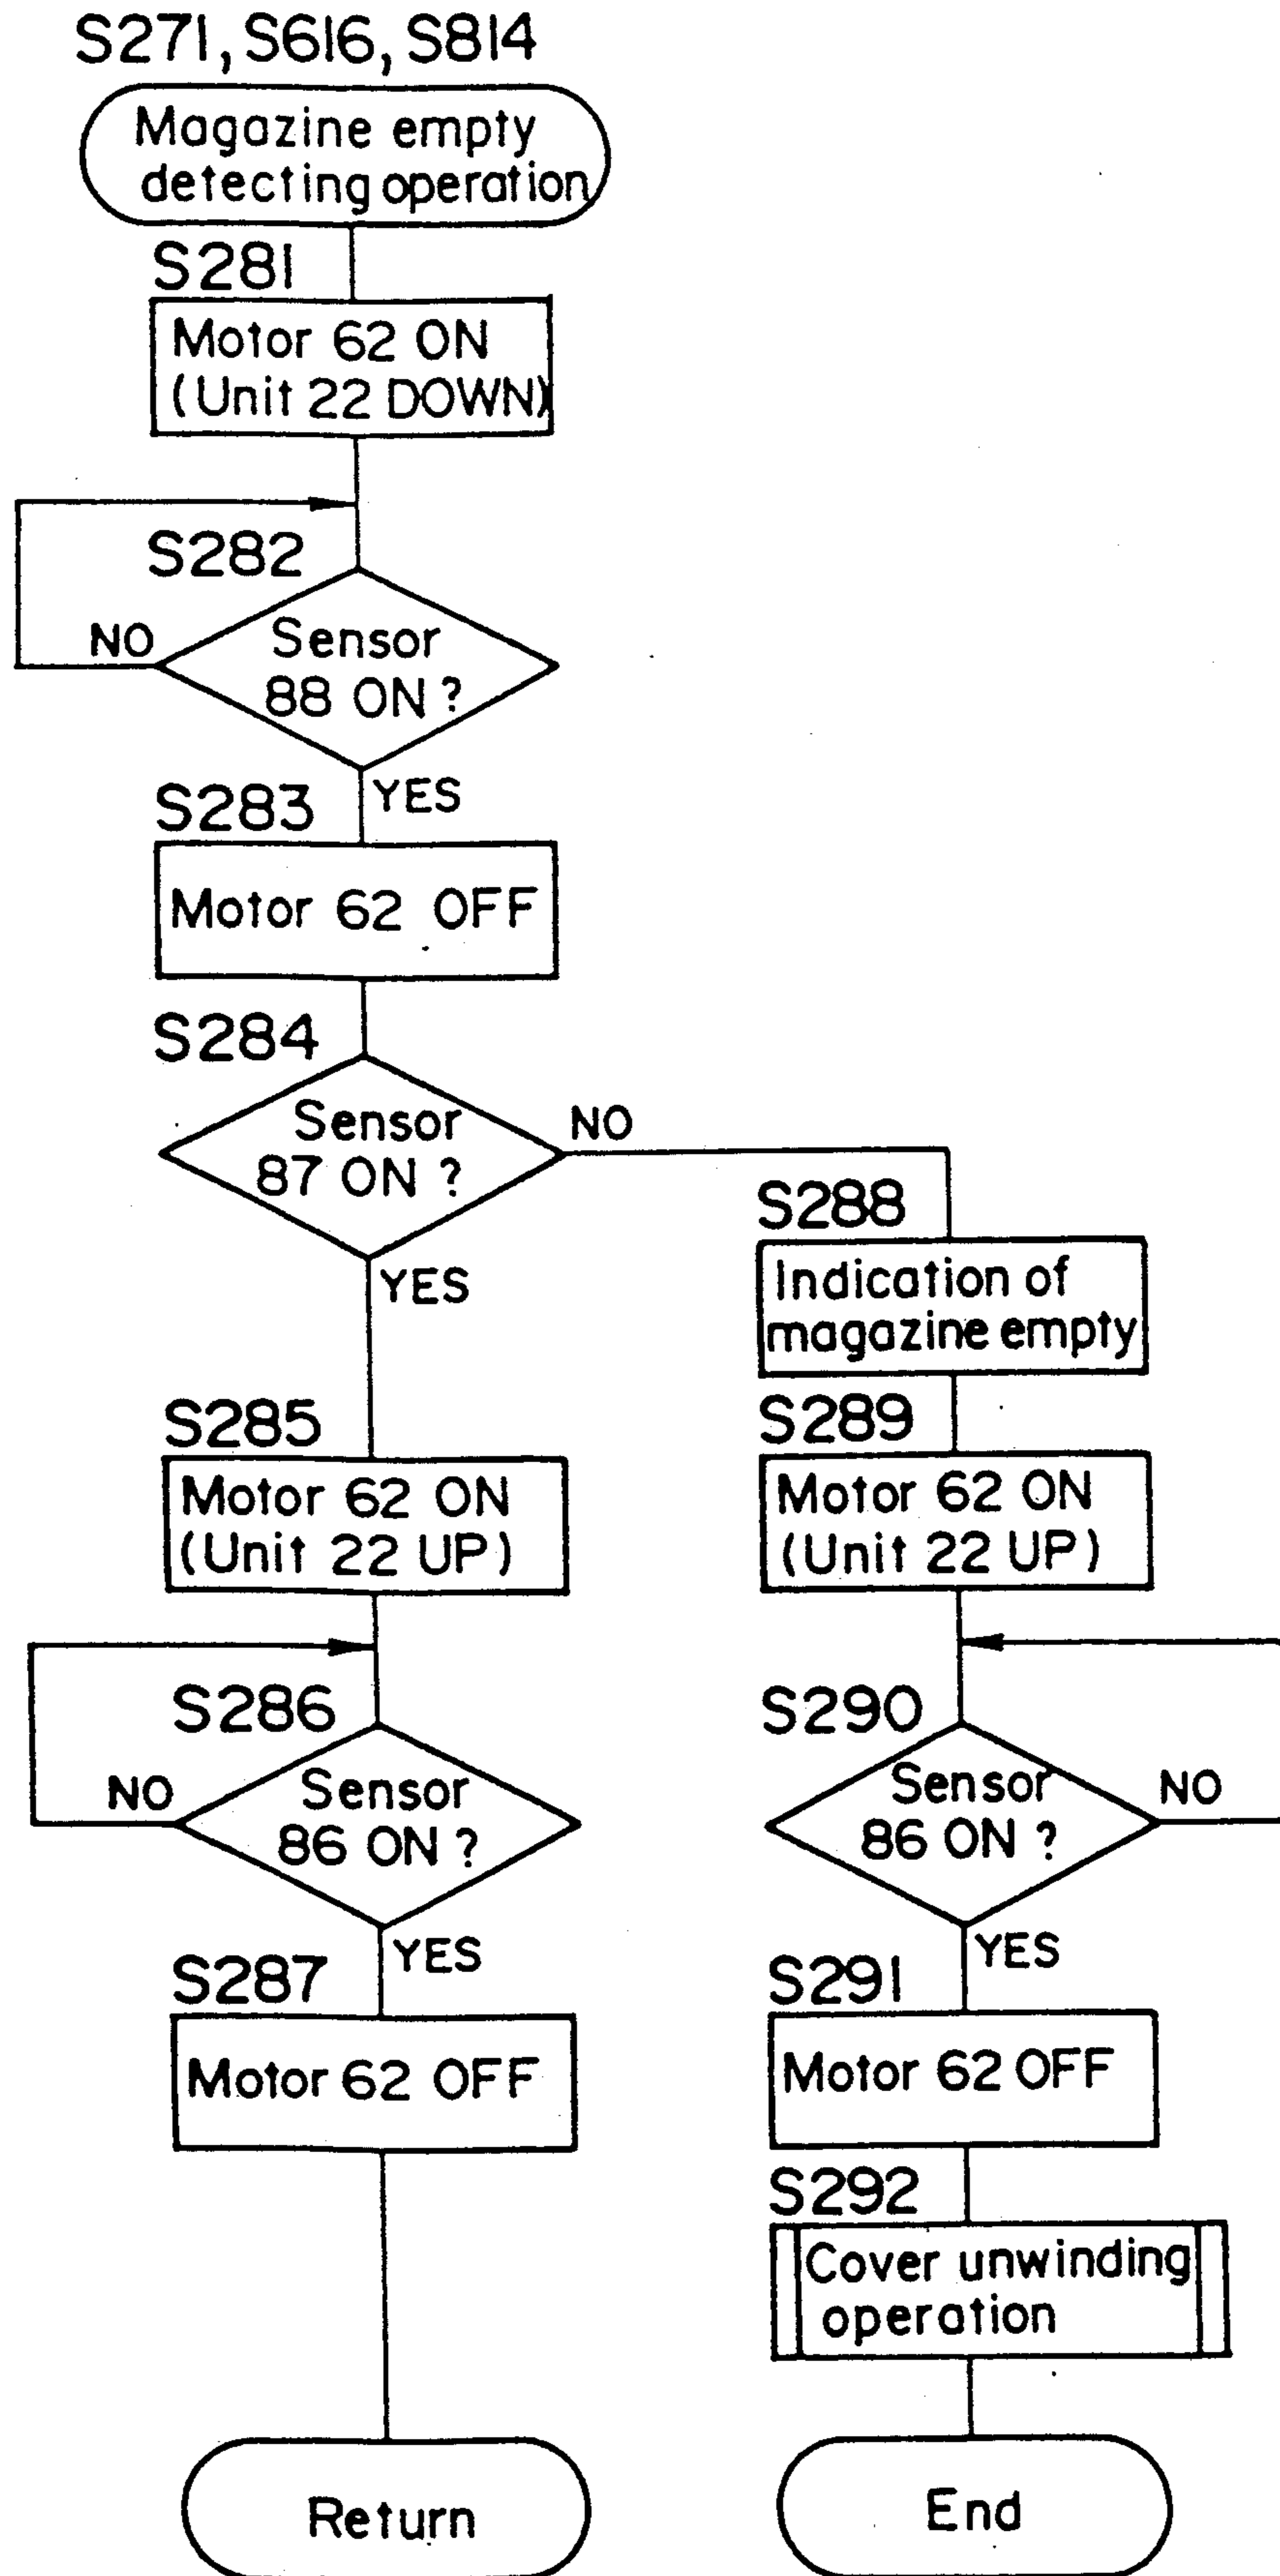 S271, S616, S814
Magazine empty
detecting operation
S281
Motor 62 ON
(Unit 22 DOWN)
S282
NO
Sensor
88 ON ?
YES
S283
Motor 62 OFF
S284
Sensor
87 ON ?
NO
YES
S288
Indication of
magazine empty
S285
Motor 62 ON
(Unit 22 UP)
S289
Motor 62 ON
(Unit 22 UP)
S286
NO
Sensor
86 ON ?
YES
S290
Sensor
86 ON ?
NO
YES
S287
Motor 62 OFF
S291
Motor 62 OFF
S292
Cover unwinding
operation
Return
End